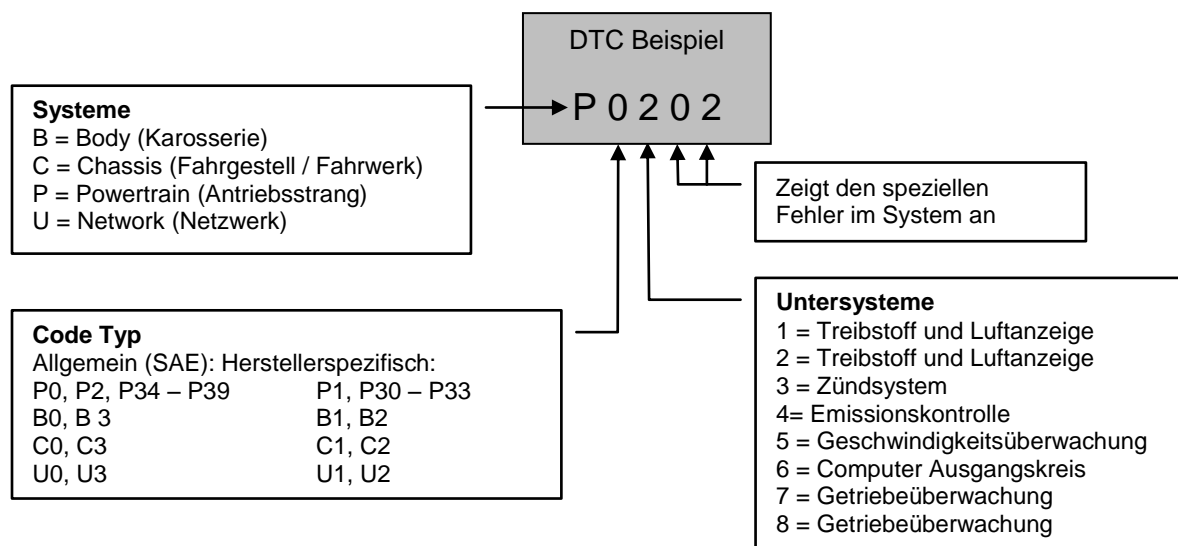 DTC Beispiel
P 0 2 0 2
Systeme
B = Body (Karosserie)
C = Chassis (Fahrgestell / Fahrwerk)
P = Powertrain (Antriebsstrang)
U = Network (Netzwerk)
Zeigt den speziellen
Fehler im System an
Code Typ
Allgemein (SAE): Herstellerspezifisch:
P0, P2, P34 – P39 P1, P30 – P33
B0, B 3 B1, B2
C0, C3 C1, C2
U0, U3 U1, U2
Untersysteme
1 = Treibstoff und Luftanzeige
2 = Treibstoff und Luftanzeige
3 = Zündsystem
4= Emissionskontrolle
5 = Geschwindigkeitsüberwachung
6 = Computer Ausgangskreis
7 = Getriebeüberwachung
8 = Getriebeüberwachung